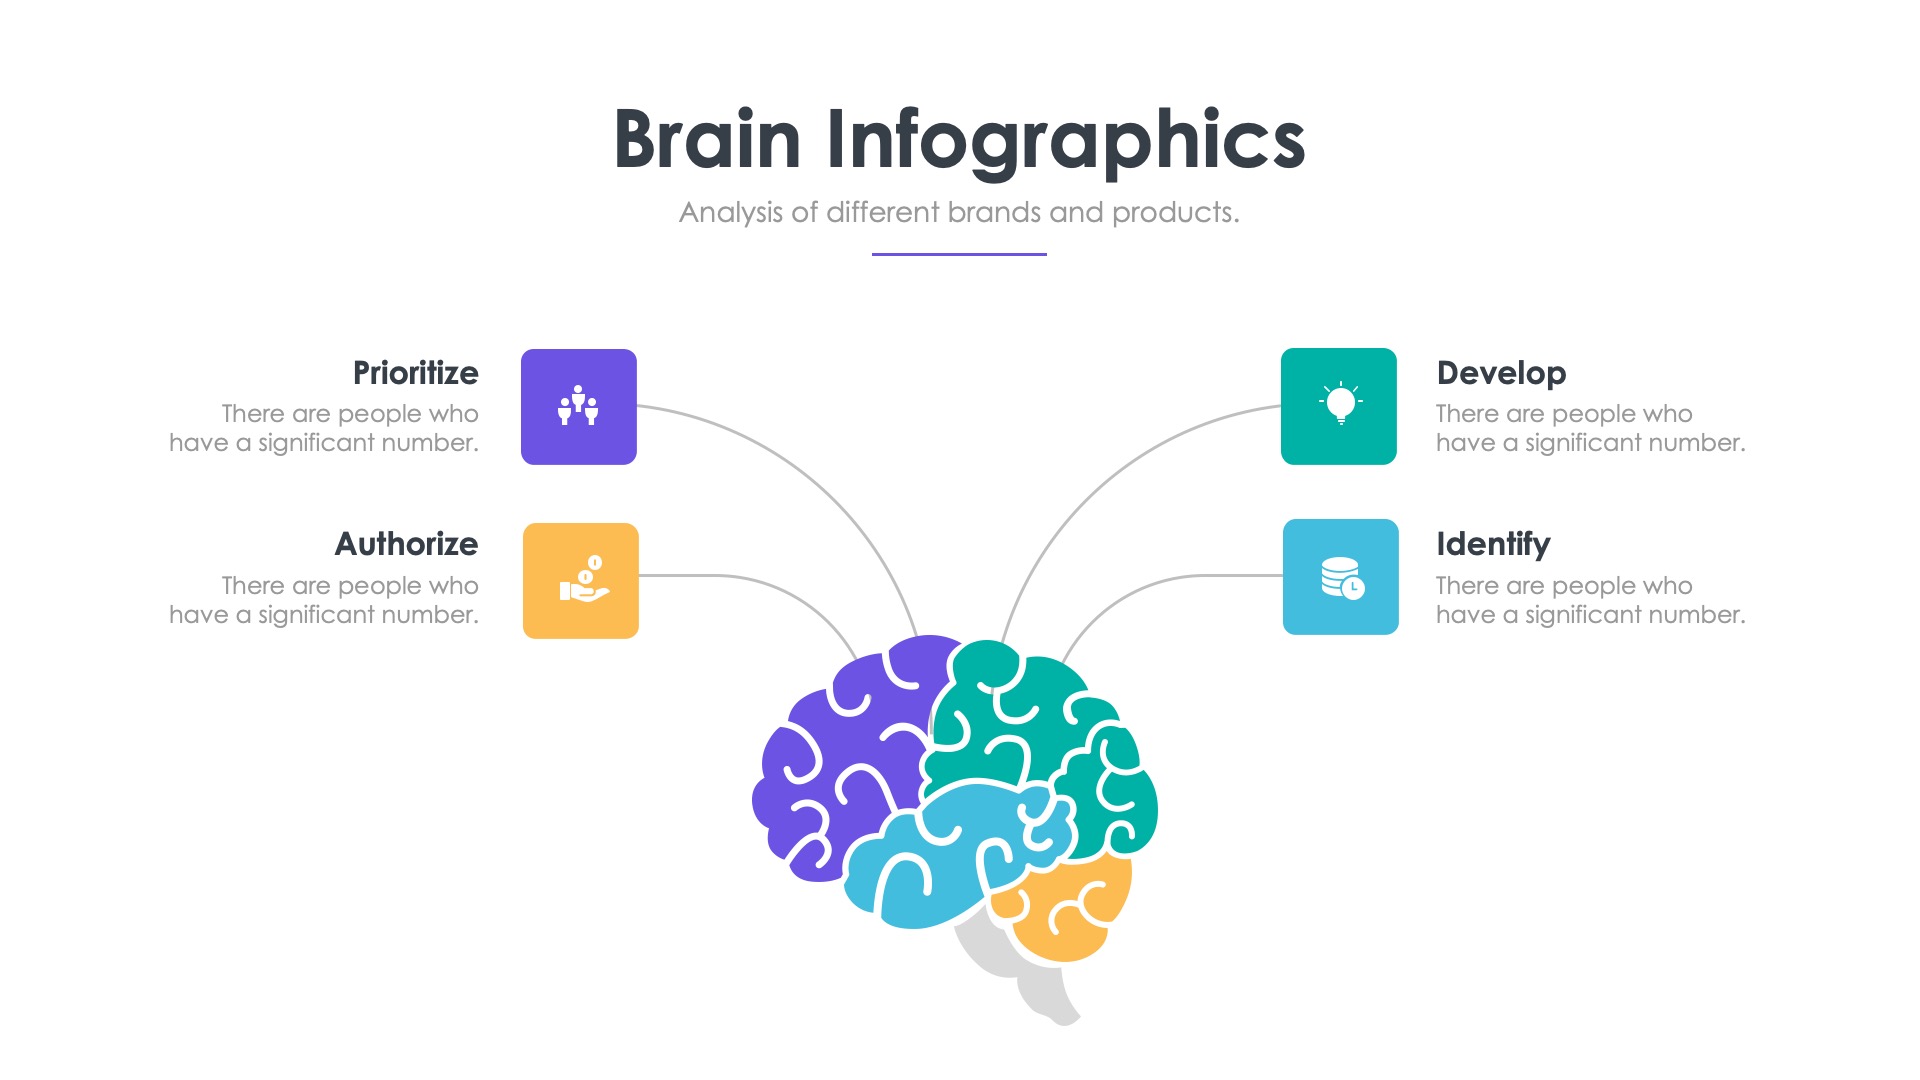 Brain Infographics
Analysis of different brands and products.
Prioritize
There are people who
have a significant number.
Authorize
There are people who
have a significant number.
Develop
There are people who
have a significant number.
Identify
There are people who
have a significant number.